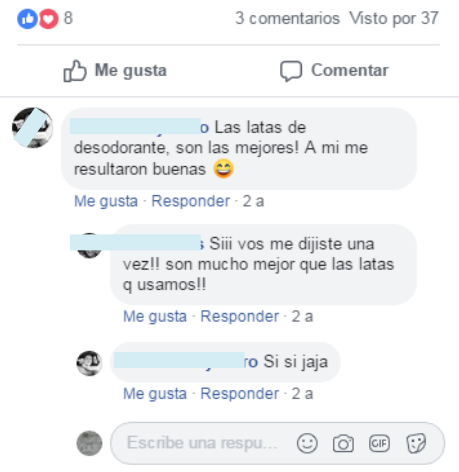 8 3 comentarios Visto por 37
Me gusta Comentar
Las latas de
desodorante, son las mejores! A mi me
resultaron buenas 😄
Me gusta · Responder · 2 a
Siii vos me dijiste una
vez!! son mucho mejor que las latas
q usamos!!
Me gusta · Responder · 2 a
Si si jaja
Me gusta · Responder · 2 a
Escribe una respu... GIF